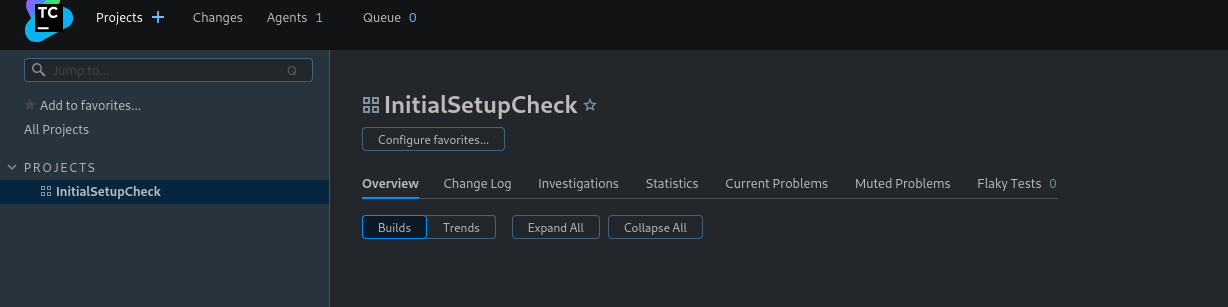 TC
Projects + Changes Agents 1 Queue 0
Jump to... Q
Add to favorites...
All Projects
PROJECTS
InitialSetupCheck
InitialSetupCheck
Configure favorites...
Overview Change Log Investigations Statistics Current Problems Muted Problems Flaky Tests 0
Builds Trends Expand All Collapse All